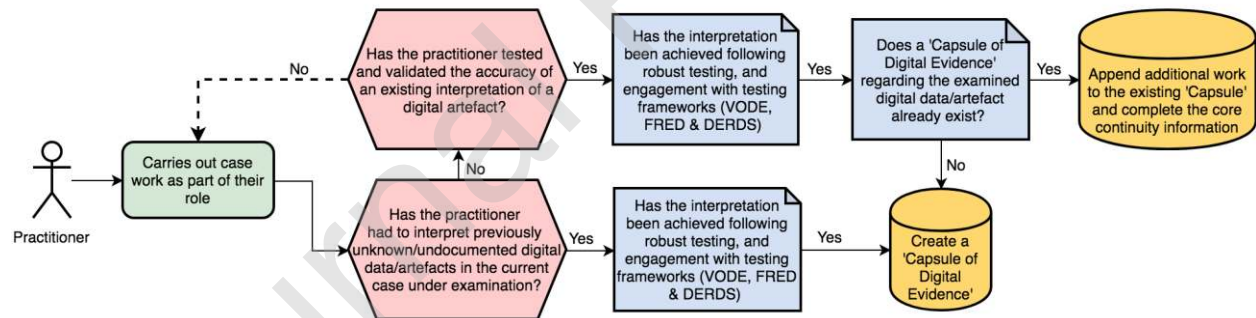 Has the practitioner tested
and validated the accuracy of
an existing interpretation of a
digital artefact?
No
Yes
Has the interpretation
been achieved following
robust testing, and
engagement with testing
frameworks (VODE,
FRED & DERDS)
Yes
Does a 'Capsule of
Digital Evidence'
regarding the examined
digital data/artefact
already exist?
Yes
Append additional work
to the existing 'Capsule'
and complete the core
continuity information
Practitioner
Carries out case
work as part of their
role
No
Has the practitioner
had to interpret previously
unknown/undocumented digital
data/artefacts in the current
case under examination?
Yes
Has the interpretation
been achieved following
robust testing, and
engagement with testing
frameworks (VODE, FRED
& DERDS)
Yes
No
Create a
'Capsule of
Digital
Evidence'